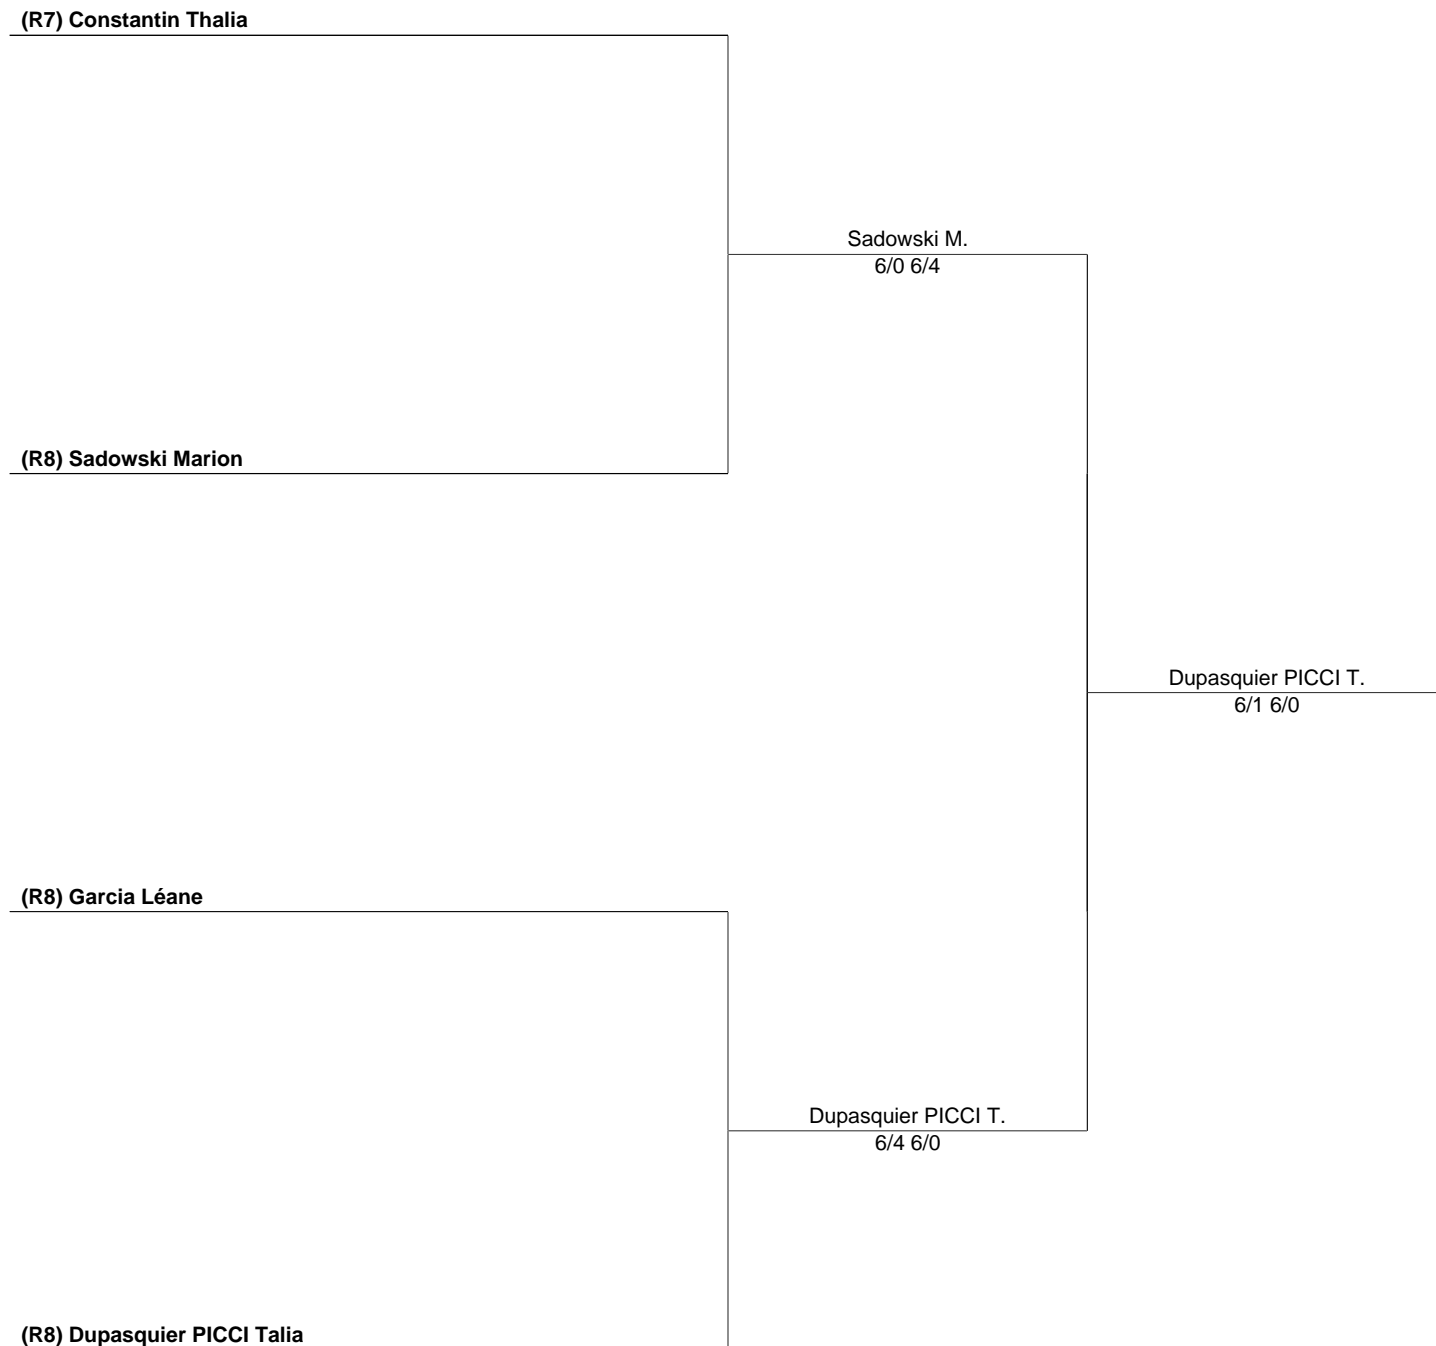 (R7) Constantin Thalia
Sadowski M.
6/0 6/4
(R8) Sadowski Marion
Dupasquier PICCI T.
6/1 6/0
(R8) Garcia Léane
Dupasquier PICCI T.
6/4 6/0
(R8) Dupasquier PICCI Talia